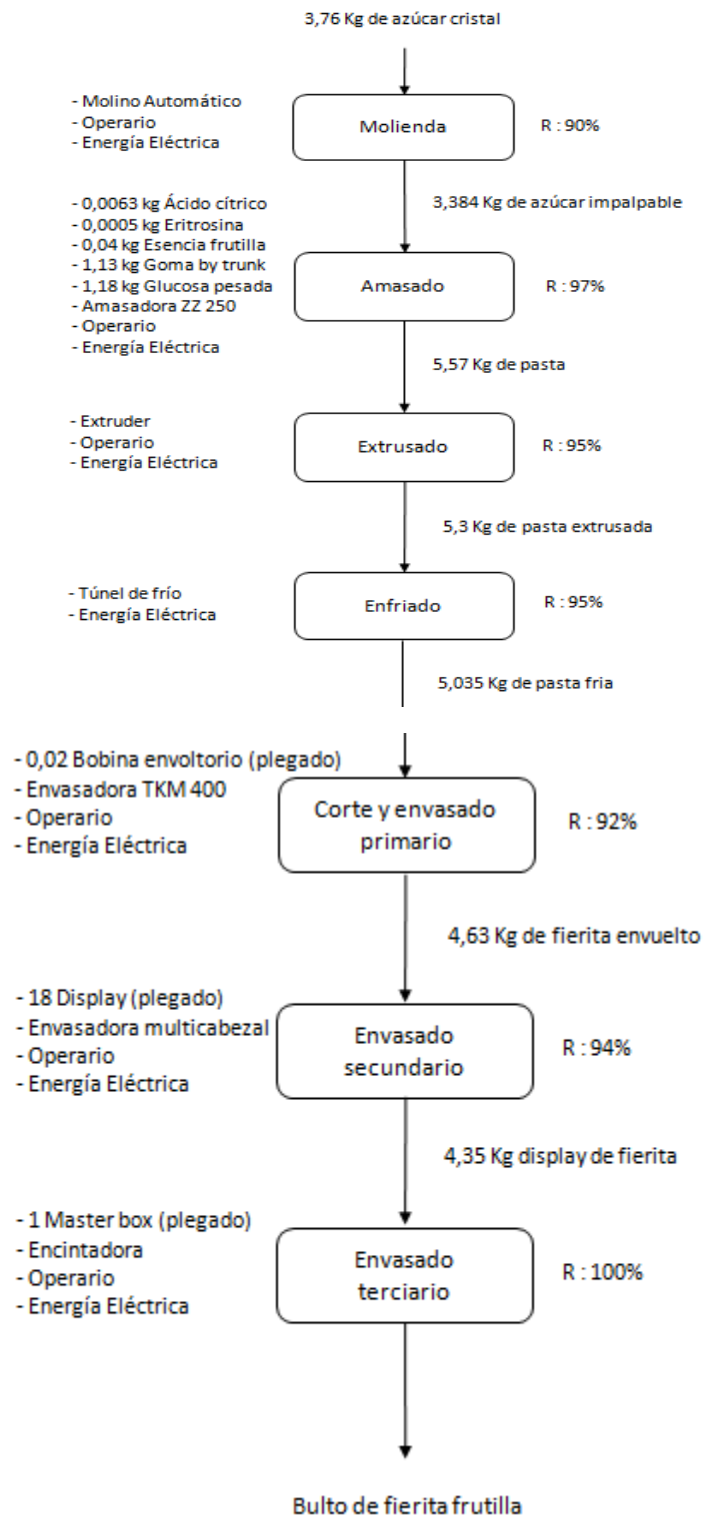 3,76 Kg de azúcar cristal
- Molino Automático
- Operario
- Energía Eléctrica
Molienda
R : 90%
3,384 Kg de azúcar impalpable
- 0,0063 kg Ácido cítrico
- 0,0005 kg Eritrosina
- 0,04 kg Esencia frutilla
- 1,13 kg Goma by trunk
- 1,18 kg Glucosa pesada
- Amasadora ZZ 250
- Operario
- Energía Eléctrica
Amasado
R : 97%
5,57 Kg de pasta
- Extruder
- Operario
- Energía Eléctrica
Extrusado
R : 95%
5,3 Kg de pasta extrusada
- Túnel de frío
- Energía Eléctrica
Enfriado
R : 95%
5,035 Kg de pasta fria
- 0,02 Bobina envoltorio (plegado)
- Envasadora TKM 400
- Operario
- Energía Eléctrica
Corte y envasado
primario
R : 92%
4,63 Kg de fierita envuelto
- 18 Display (plegado)
- Envasadora multicabezal
- Operario
- Energía Eléctrica
Envasado
secundario
R : 94%
4,35 Kg display de fierita
- 1 Master box (plegado)
- Encintadora
- Operario
- Energía Eléctrica
Envasado
terciario
R : 100%
Bulto de fierita frutilla